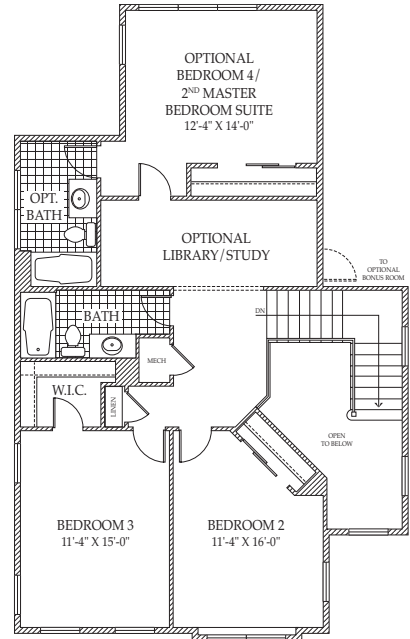 OPTIONAL
BEDROOM 4/
2ND MASTER
BEDROOM SUITE
12'-4" X 14'-0"
OPT.
BATH
OPTIONAL
LIBRARY/STUDY
TO
OPTIONAL
BONUS ROOM
BATH
DN
MECH
W.I.C.
LINEN
OPEN
TO BELOW
BEDROOM 3
11'-4" X 15'-0"
BEDROOM 2
11'-4" X 16'-0"